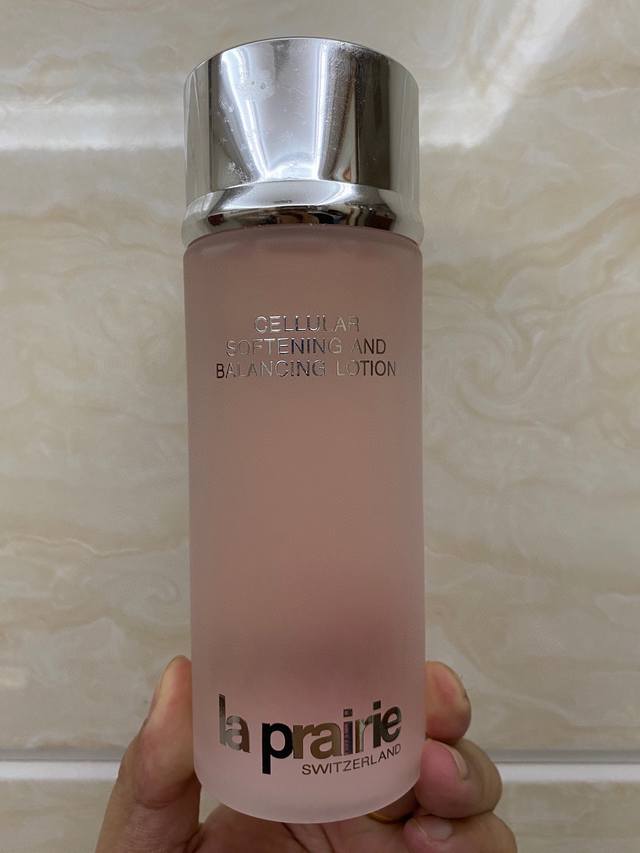 CELLULAR
SOFTENING AND
BALANCING LOTION
la prairie
SWITZERLAND